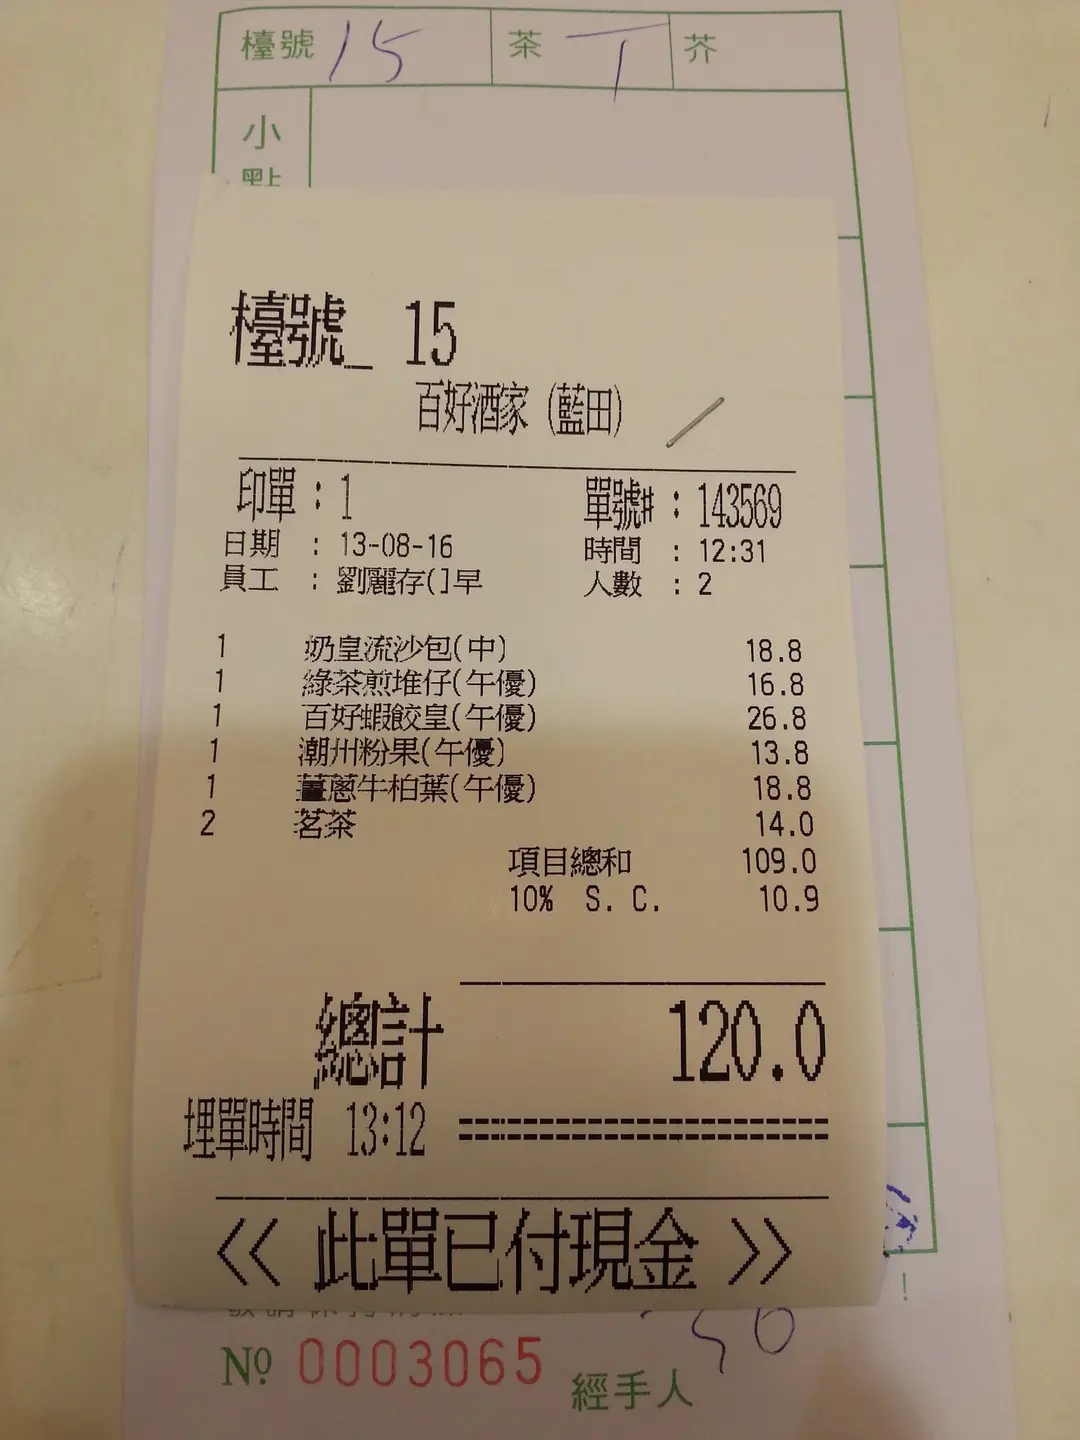 檯號 15 茶 T 芥
小
點
檯號_ 15
百好酒家 (藍田)
印單 : 1 單號# : 143569
日期 : 13-08-16 時間 : 12:31
員工 : 劉麗存(]早 人數 : 2
1 奶皇流沙包(中) 18.8
1 綠茶煎堆仔(午優) 16.8
1 百好蝦餃皇(午優) 26.8
1 潮州粉果(午優) 13.8
1 薑蔥牛柏葉(午優) 18.8
2 茗茶 14.0
項目總和 109.0
10% S. C. 10.9
總計 120.0
埋單時間 13:12
<< 此單已付現金 >>
Nº 0003065 經手人